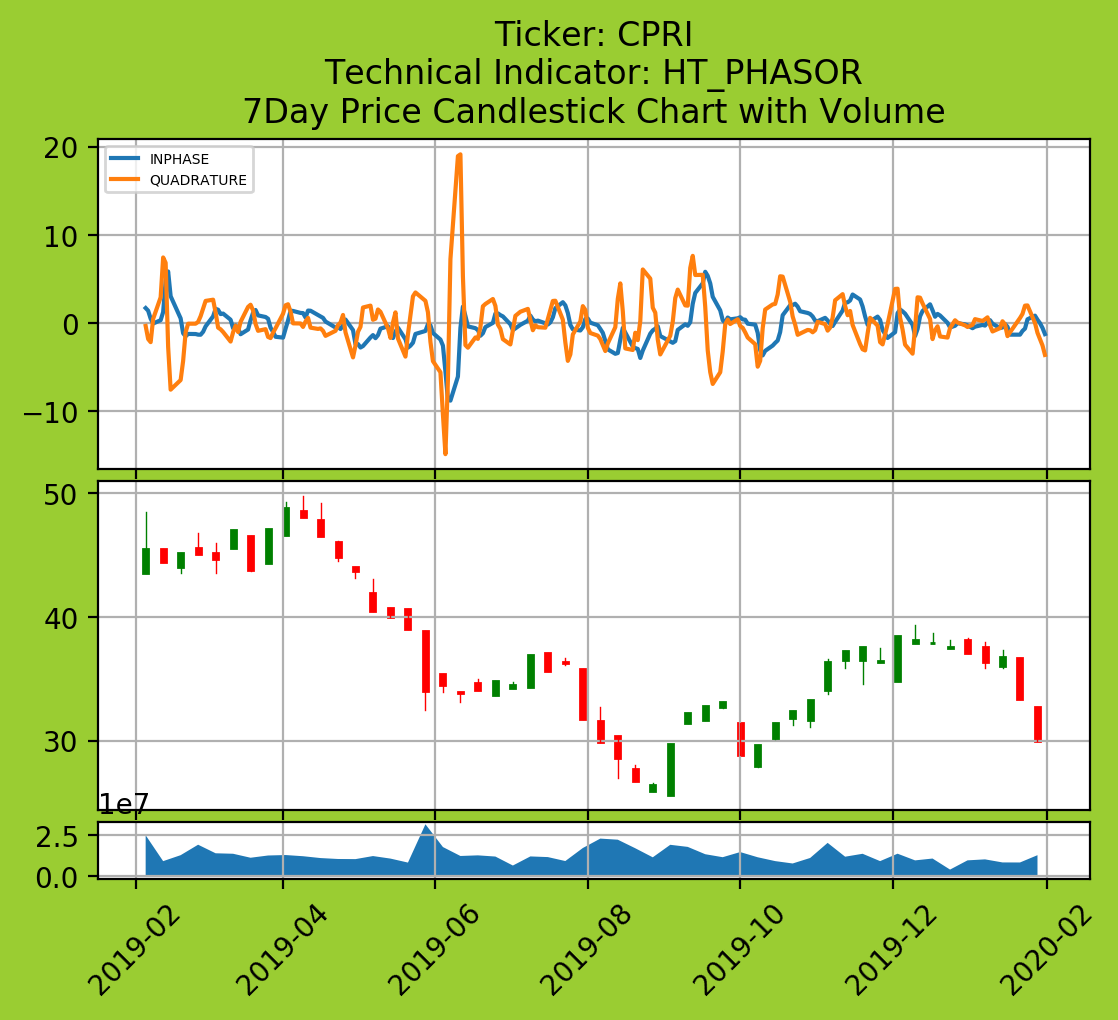 Ticker: CPRI
Technical Indicator: HT_PHASOR
7Day Price Candlestick Chart with Volume
20
10
0
−10
INPHASE
QUADRATURE
50
40
30
1e7
2.5
0.0
2019-02
2019-04
2019-06
2019-08
2019-10
2019-12
2020-02